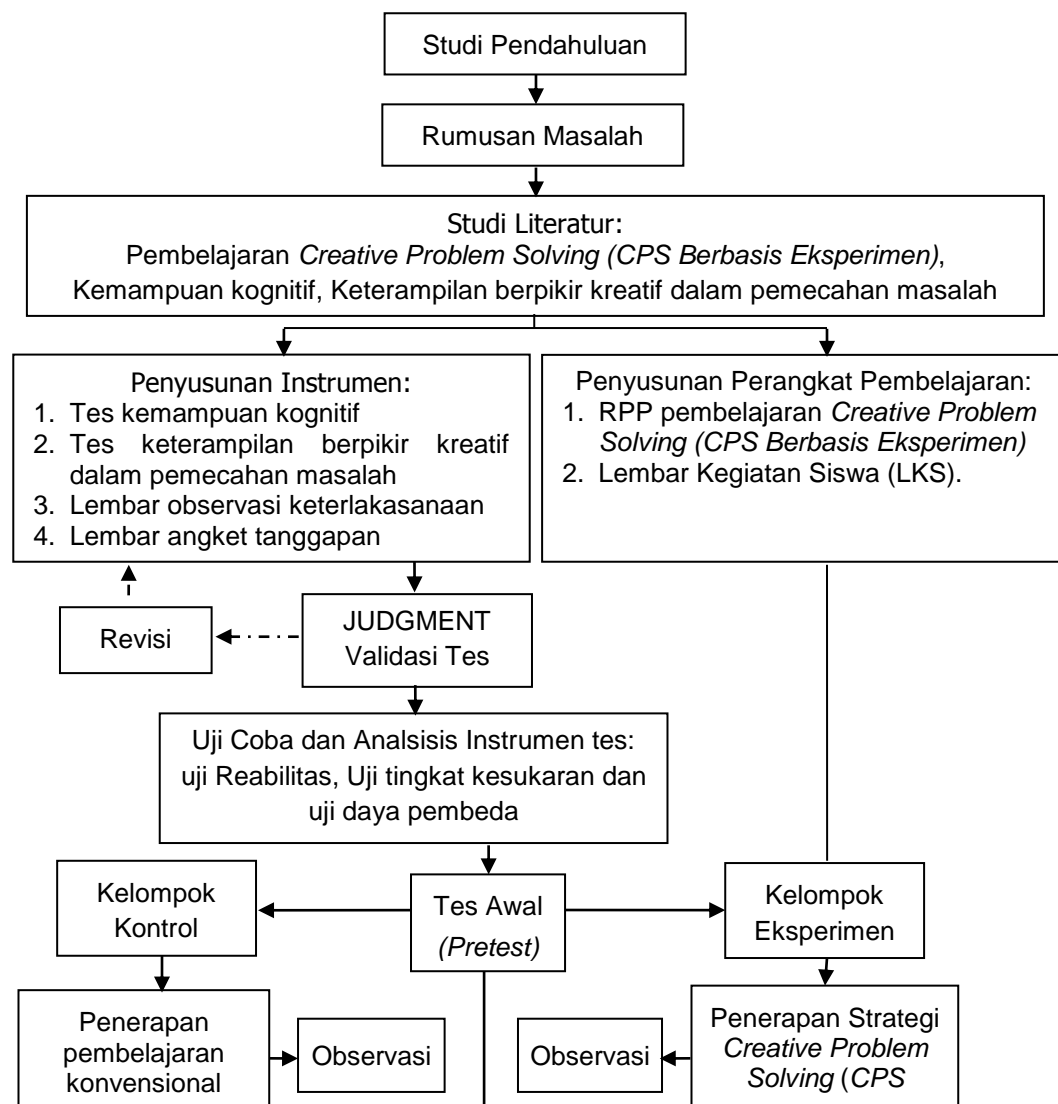 Studi Pendahuluan
Rumusan Masalah
Studi Literatur:
Pembelajaran Creative Problem Solving (CPS Berbasis Eksperimen),
Kemampuan kognitif, Keterampilan berpikir kreatif dalam pemecahan masalah
Penyusunan Instrumen:
1. Tes kemampuan kognitif
2. Tes keterampilan berpikir kreatif
dalam pemecahan masalah
3. Lembar observasi keterlakasanaan
4. Lembar angket tanggapan
Penyusunan Perangkat Pembelajaran:
1. RPP pembelajaran Creative Problem
Solving (CPS Berbasis Eksperimen)
2. Lembar Kegiatan Siswa (LKS).
Revisi
JUDGMENT
Validasi Tes
Uji Coba dan Analsisis Instrumen tes:
uji Reabilitas, Uji tingkat kesukaran dan
uji daya pembeda
Kelompok
Kontrol
Tes Awal
(Pretest)
Kelompok
Eksperimen
Penerapan
pembelajaran
konvensional
Observasi
Observasi
Penerapan Strategi
Creative Problem
Solving (CPS